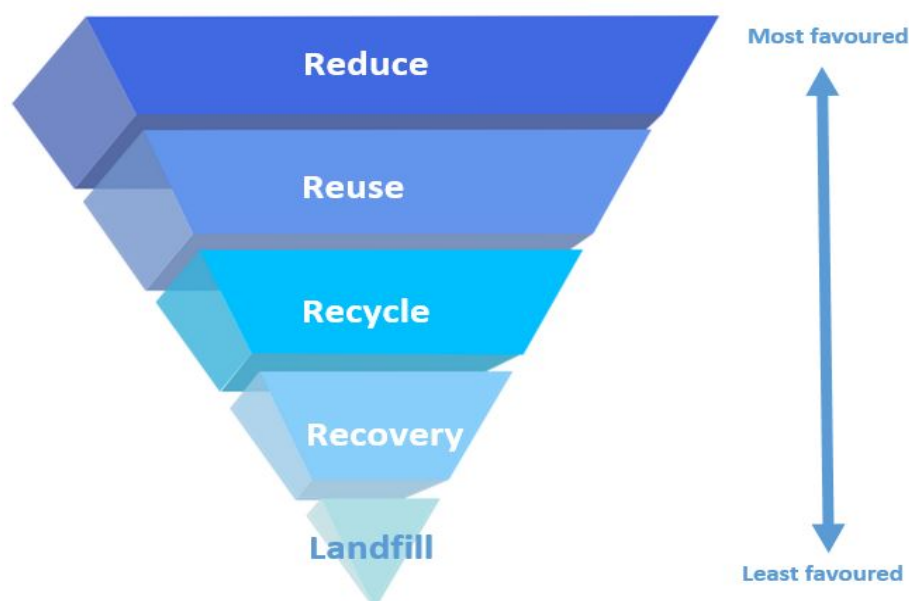 Most favoured
Reduce
Reuse
Recycle
Recovery
Landfill
Least favoured